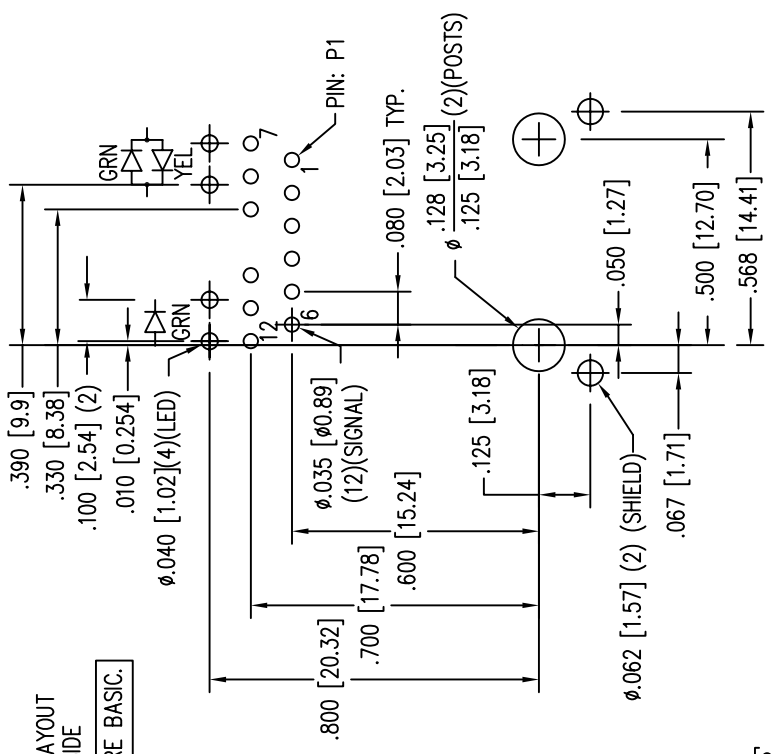 .390 [9.9]
.330 [8.38]
.100 [2.54] (2)
.010 [0.254]
ø.040 [1.02](4)(LED)
GRN
GRN
YEL
7
12
1
6
PIN: P1
.080 [2.03] TYP.
ø.035 [ø0.89]
(12)(SIGNAL)
ø .128 [3.25] (2)(POSTS)
.125 [3.18]
.125 [3.18]
.050 [1.27]
.500 [12.70]
.568 [14.41]
.067 [1.71]
ø.062 [1.57] (2) (SHIELD)
.600 [15.24]
.700 [17.78]
.800 [20.32]
AYOUT
IDE
RE BASIC.